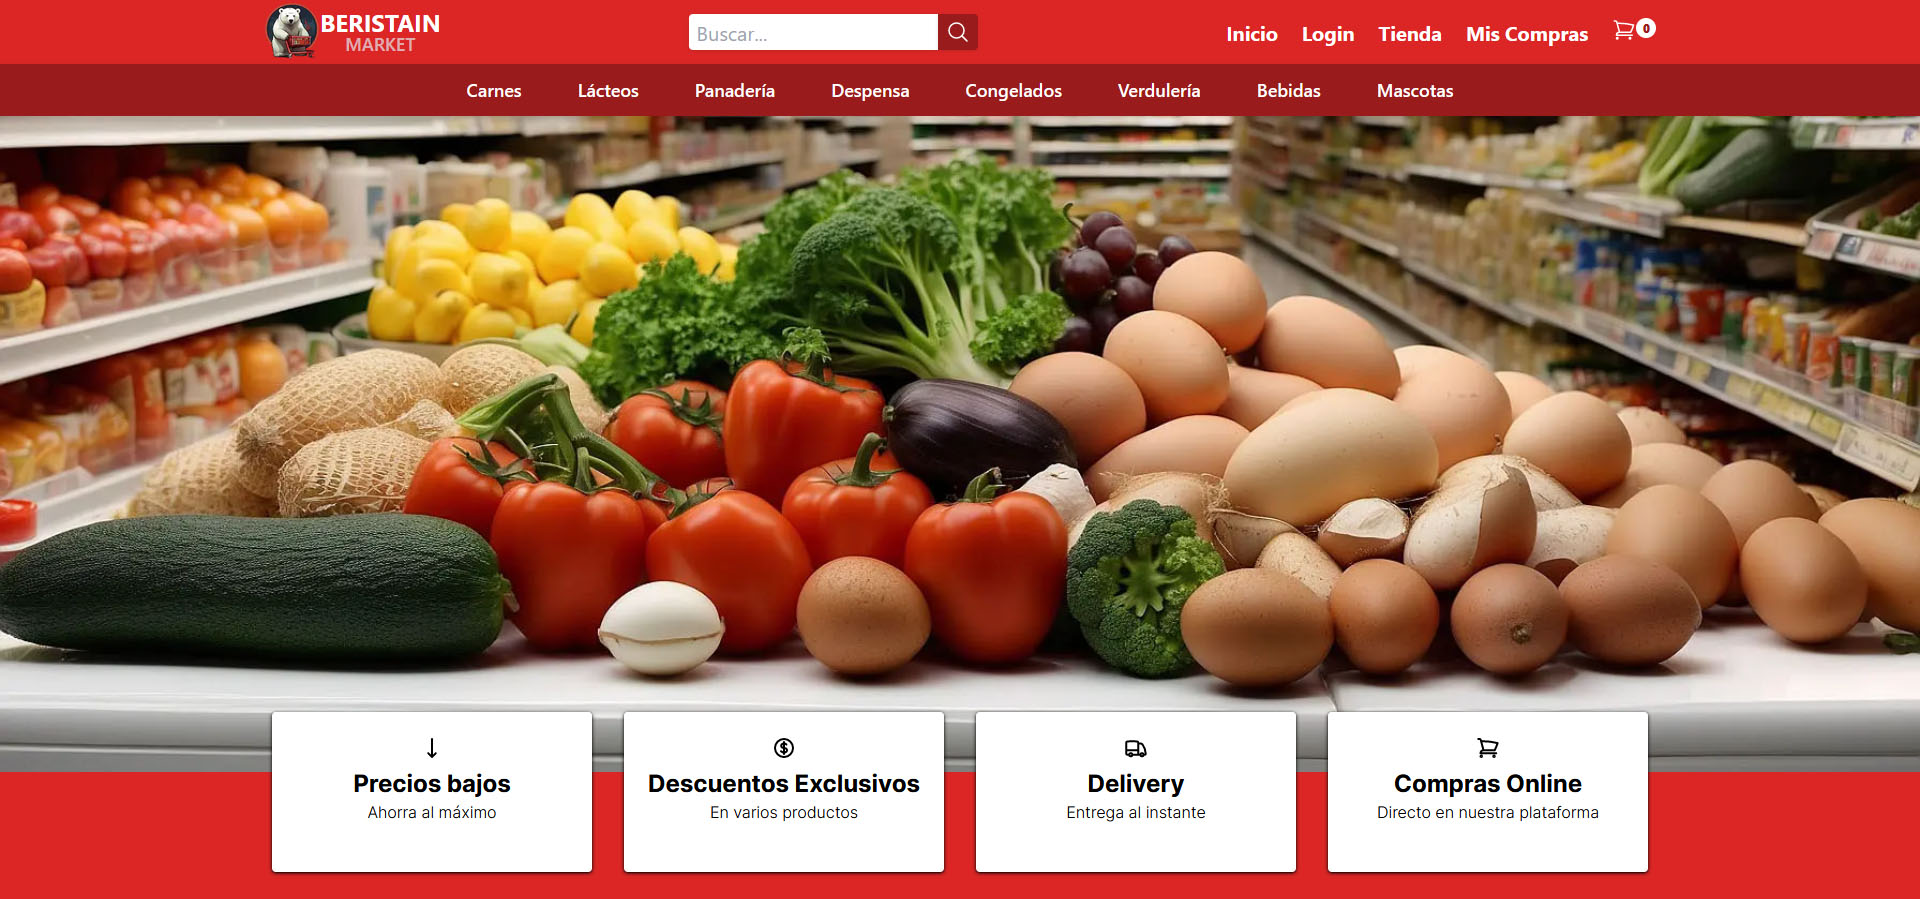 BERISTAIN
MARKET
Buscar...
Inicio Login Tienda Mis Compras 0
Carnes Lácteos Panadería Despensa Congelados Verdulería Bebidas Mascotas
Precios bajos
Ahorra al máximo
Descuentos Exclusivos
En varios productos
Delivery
Entrega al instante
Compras Online
Directo en nuestra plataforma